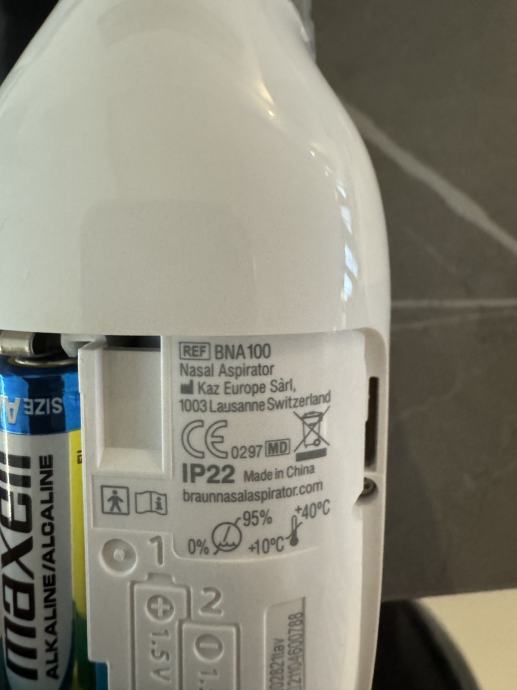 REF BNA100
Nasal Aspirator
Kaz Europe Sàrl,
1003 Lausanne Switzerland
CE 0297 MD
IP22 Made in China
braunnasalaspirator.com
95% +40°C
0% +10°C
1
2
1.5V
SIZE A
maxell
ALKALINE/ALCALINE